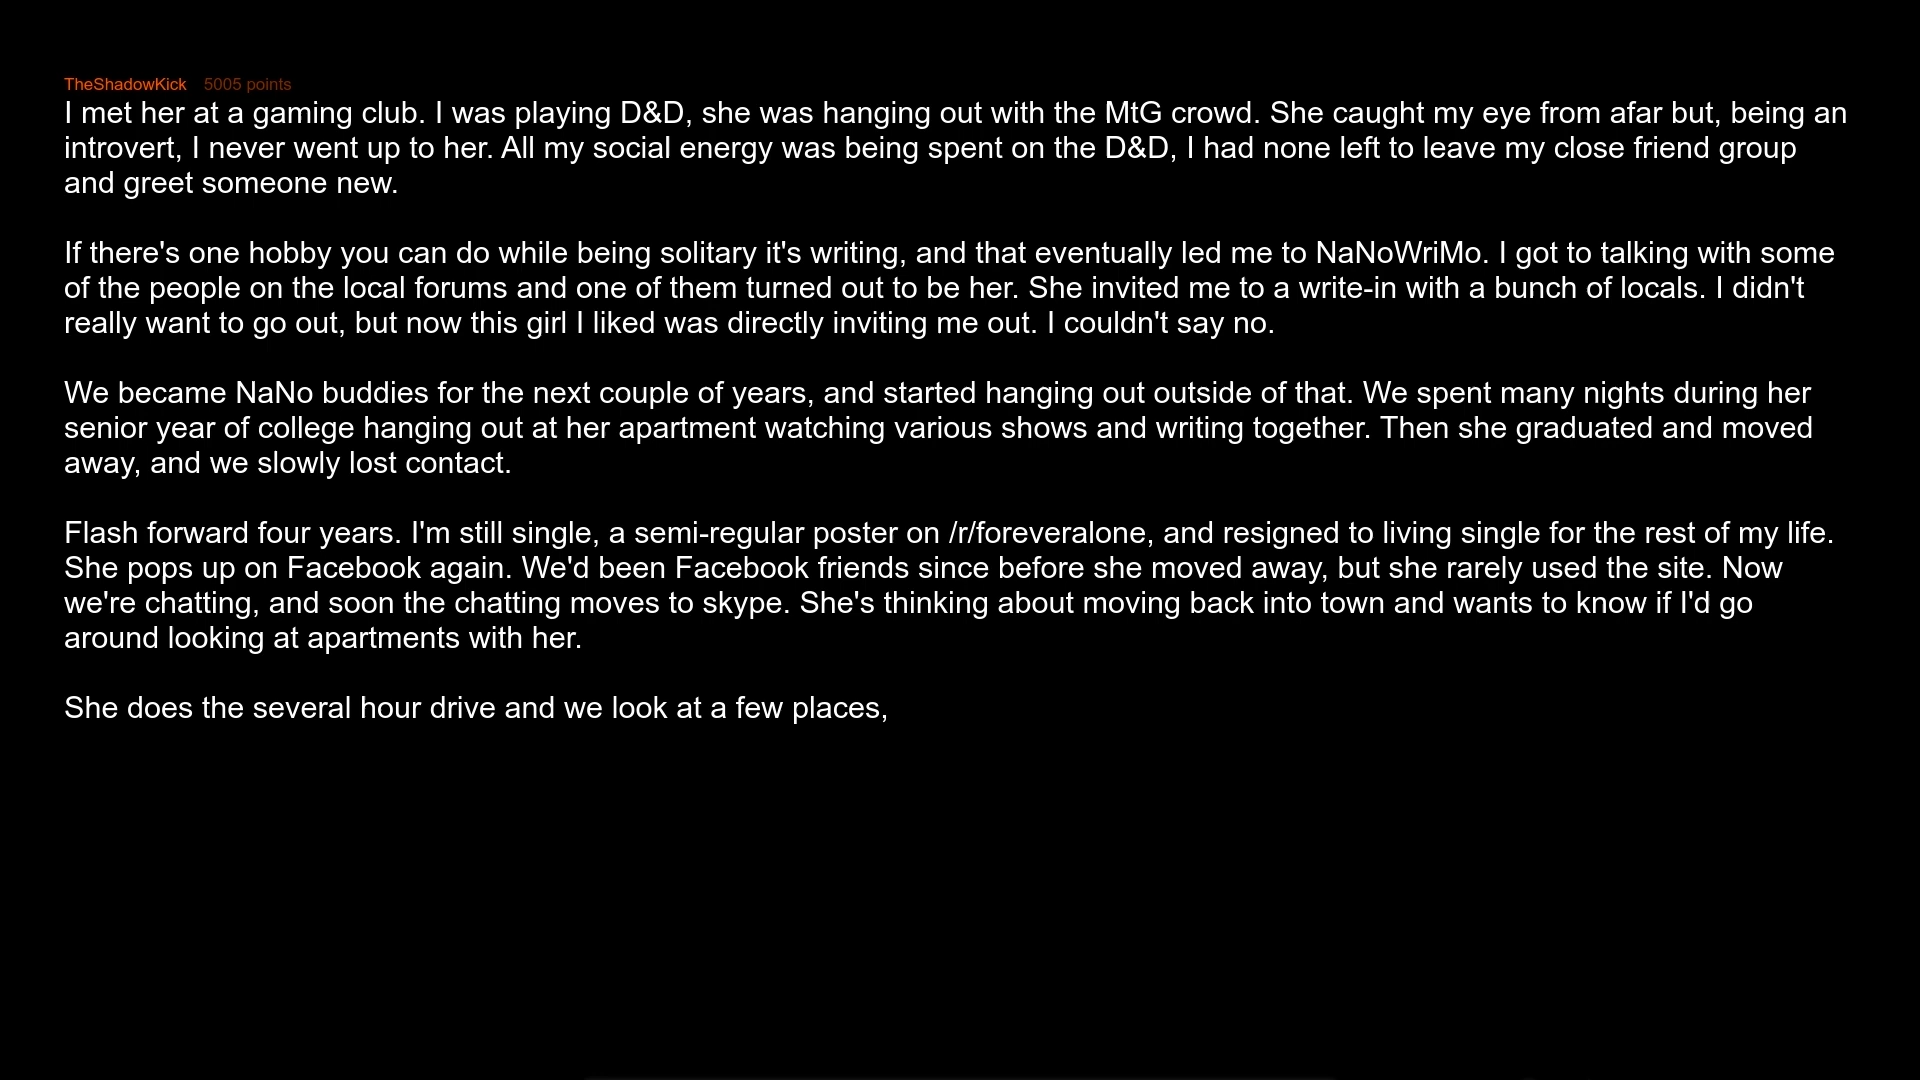 TheShadowKick 5005 points
I met her at a gaming club. I was playing D&D, she was hanging out with the MtG crowd. She caught my eye from afar but, being an
introvert, I never went up to her. All my social energy was being spent on the D&D, I had none left to leave my close friend group
and greet someone new.
If there's one hobby you can do while being solitary it's writing, and that eventually led me to NaNoWriMo. I got to talking with some
of the people on the local forums and one of them turned out to be her. She invited me to a write-in with a bunch of locals. I didn't
really want to go out, but now this girl I liked was directly inviting me out. I couldn't say no.
We became NaNo buddies for the next couple of years, and started hanging out outside of that. We spent many nights during her
senior year of college hanging out at her apartment watching various shows and writing together. Then she graduated and moved
away, and we slowly lost contact.
Flash forward four years. I'm still single, a semi-regular poster on /r/foreveralone, and resigned to living single for the rest of my life.
She pops up on Facebook again. We'd been Facebook friends since before she moved away, but she rarely used the site. Now
we're chatting, and soon the chatting moves to skype. She's thinking about moving back into town and wants to know if I'd go
around looking at apartments with her.
She does the several hour drive and we look at a few places,